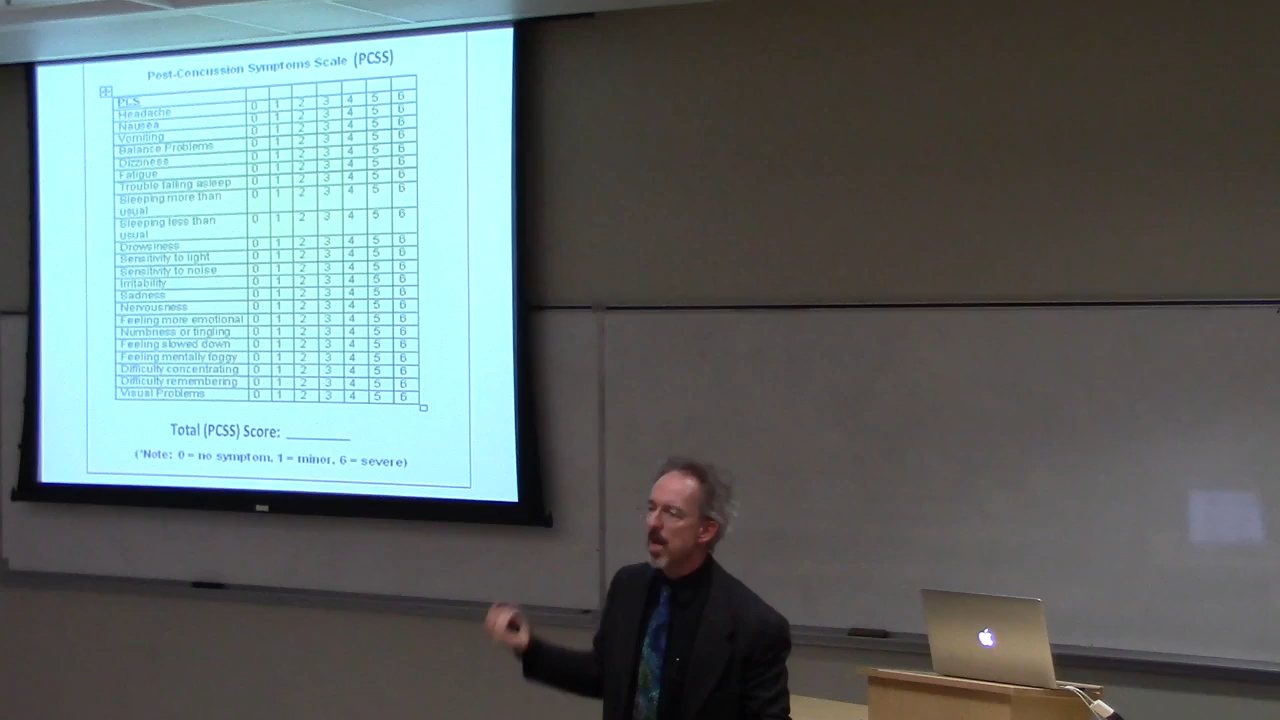 Post-Concussion Symptoms Scale (PCSS)
PCS
Headache 0 1 2 3 4 5 6
Nausea 0 1 2 3 4 5 6
Vomiting 0 1 2 3 4 5 6
Balance Problems 0 1 2 3 4 5 6
Dizziness 0 1 2 3 4 5 6
Fatigue 0 1 2 3 4 5 6
Trouble falling asleep 0 1 2 3 4 5 6
Sleeping more than 0 1 2 3 4 5 6
usual
Sleeping less than 0 1 2 3 4 5 6
usual
Drowsiness 0 1 2 3 4 5 6
Sensitivity to light 0 1 2 3 4 5 6
Sensitivity to noise 0 1 2 3 4 5 6
Irritability 0 1 2 3 4 5 6
Sadness 0 1 2 3 4 5 6
Nervousness 0 1 2 3 4 5 6
Feeling more emotional 0 1 2 3 4 5 6
Numbness or tingling 0 1 2 3 4 5 6
Feeling slowed down 0 1 2 3 4 5 6
Feeling mentally foggy 0 1 2 3 4 5 6
Difficulty concentrating 0 1 2 3 4 5 6
Difficulty remembering 0 1 2 3 4 5 6
Visual Problems 0 1 2 3 4 5 6
Total (PCSS) Score: ________
(*Note: 0 = no symptom, 1 = minor, 6 = severe)